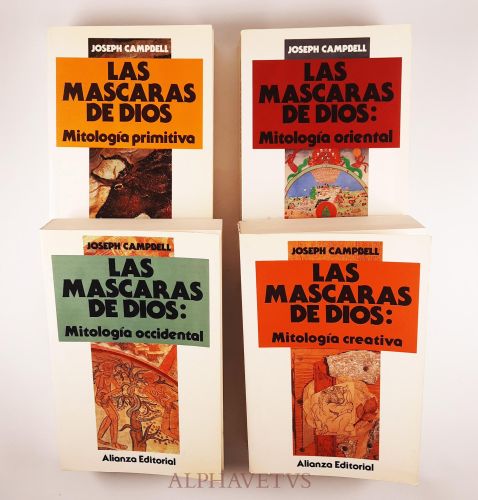 JOSEPH CAMPBELL
LAS
MASCARAS
DE DIOS
Mitología primitiva
JOSEPH CAMPBELL
LAS
MASCARAS
DE DIOS:
Mitología oriental
JOSEPH CAMPBELL
LAS
MASCARAS
DE DIOS:
Mitología occidental
Alianza Editorial
JOSEPH CAMPBELL
LAS
MASCARAS
DE DIOS:
Mitología creativa
Alianza Editorial
ALPHAVETVS